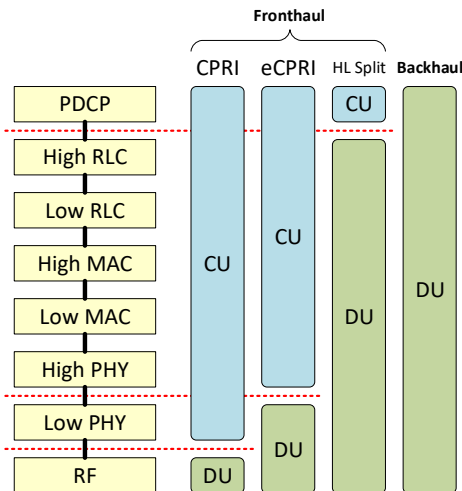 Fronthaul
CPRI eCPRI HL Split Backhaul
PDCP
CU
High RLC
Low RLC
High MAC
CU
CU
DU
DU
Low MAC
High PHY
Low PHY
DU
RF
DU